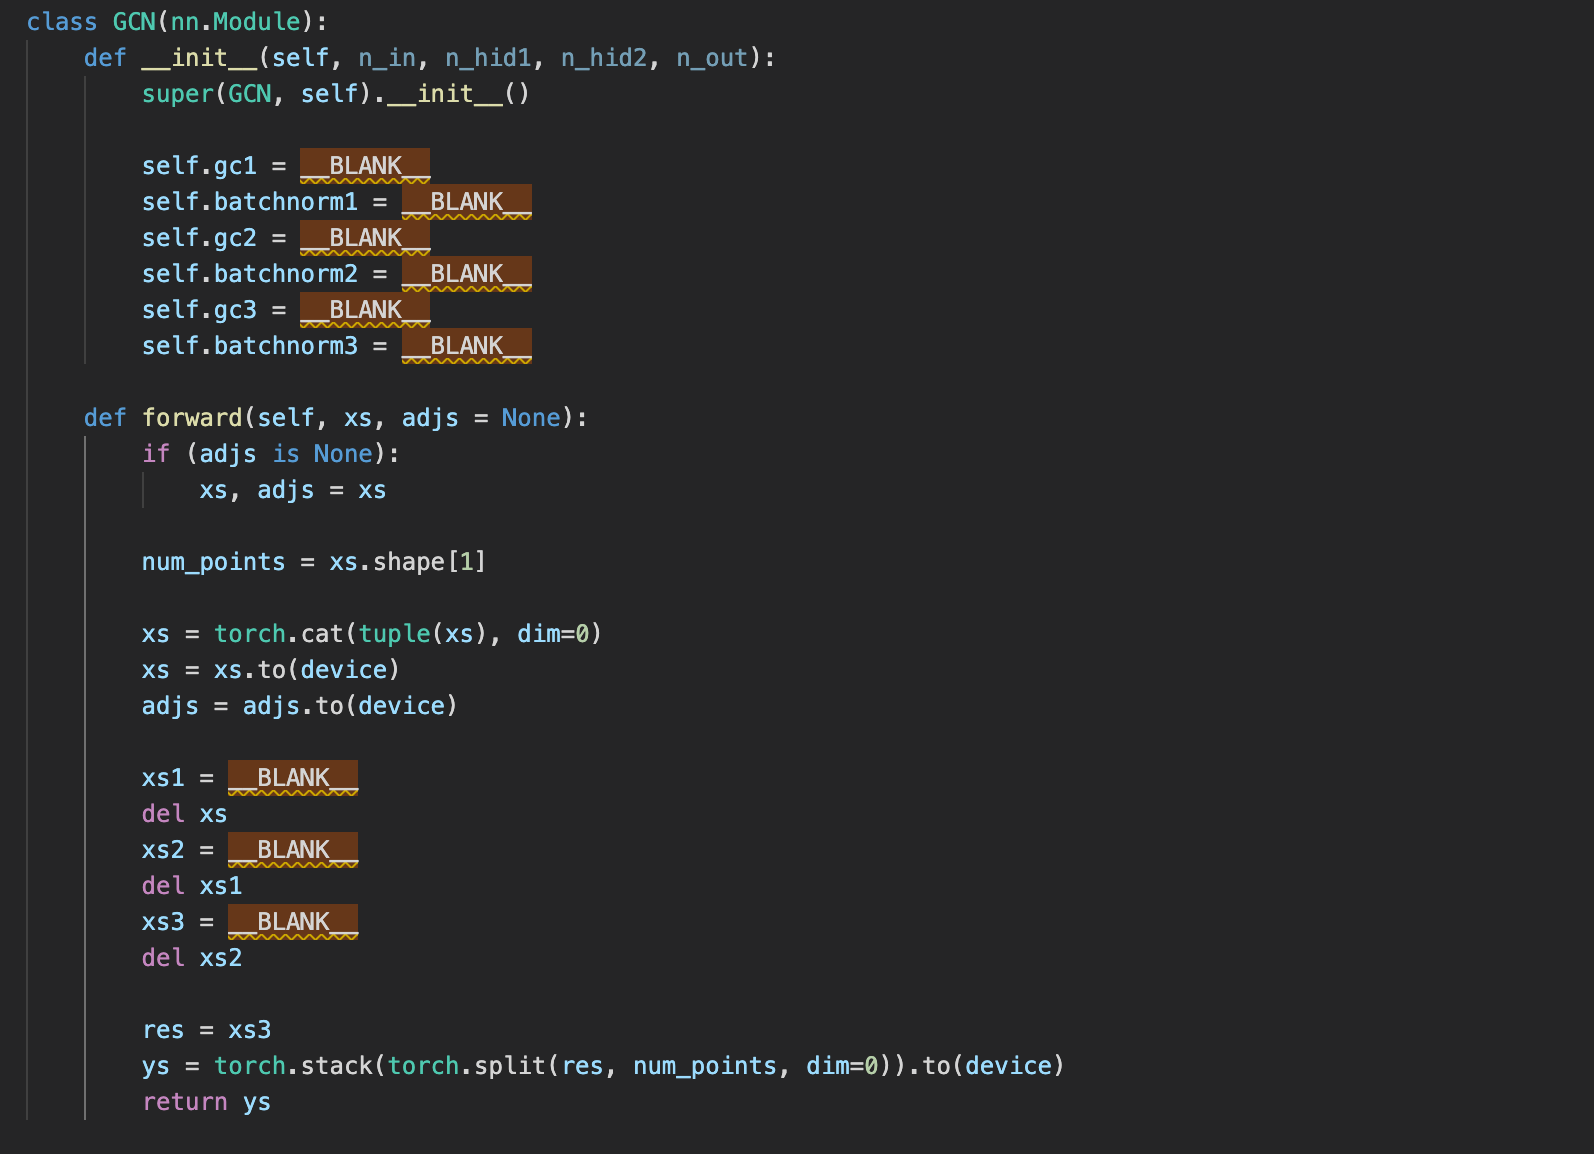 class GCN(nn.Module):
    def __init__(self, n_in, n_hid1, n_hid2, n_out):
        super(GCN, self).__init__()

        self.gc1 = __BLANK__
        self.batchnorm1 = __BLANK__
        self.gc2 = __BLANK__
        self.batchnorm2 = __BLANK__
        self.gc3 = __BLANK__
        self.batchnorm3 = __BLANK__

    def forward(self, xs, adjs = None):
        if (adjs is None):
            xs, adjs = xs

        num_points = xs.shape[1]

        xs = torch.cat(tuple(xs), dim=0)
        xs = xs.to(device)
        adjs = adjs.to(device)

        xs1 = __BLANK__
        del xs
        xs2 = __BLANK__
        del xs1
        xs3 = __BLANK__
        del xs2

        res = xs3
        ys = torch.stack(torch.split(res, num_points, dim=0)).to(device)
        return ys